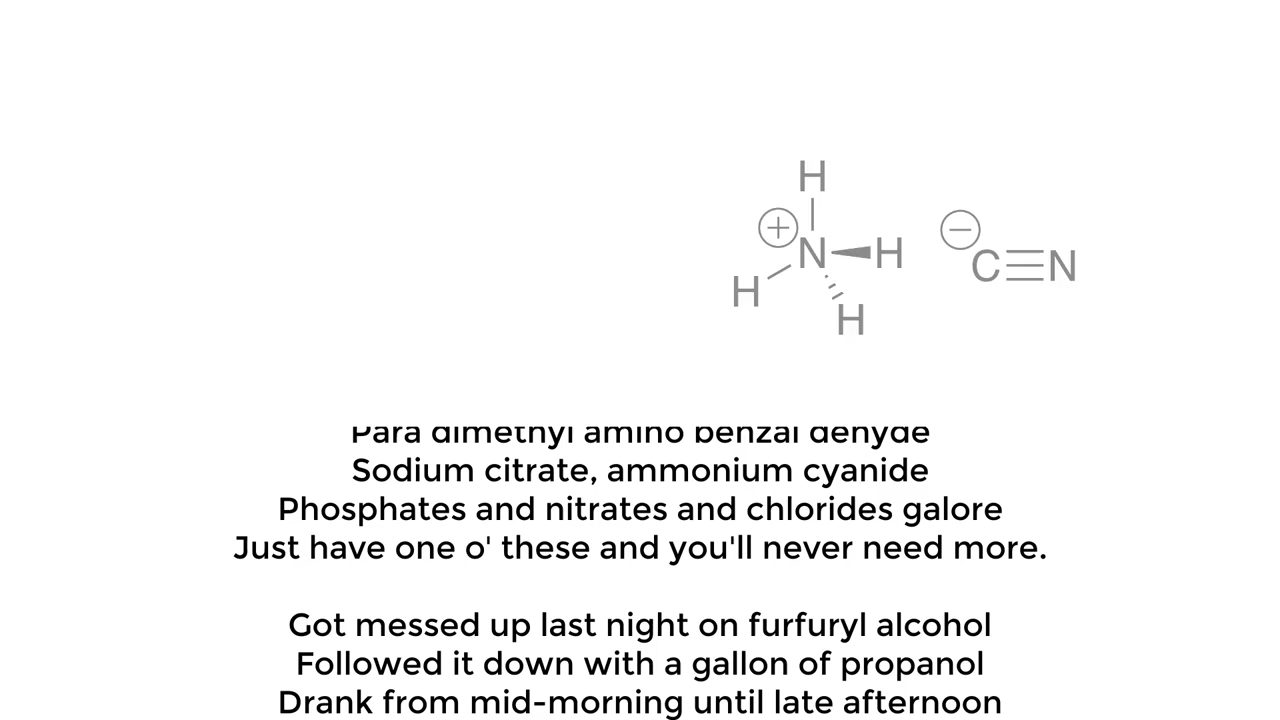 H
N H C≡N
H
H
Para dimethyl amino benzal dehyde
Sodium citrate, ammonium cyanide
Phosphates and nitrates and chlorides galore
Just have one o' these and you'll never need more.
Got messed up last night on furfuryl alcohol
Followed it down with a gallon of propanol
Drank from mid-morning until late afternoon